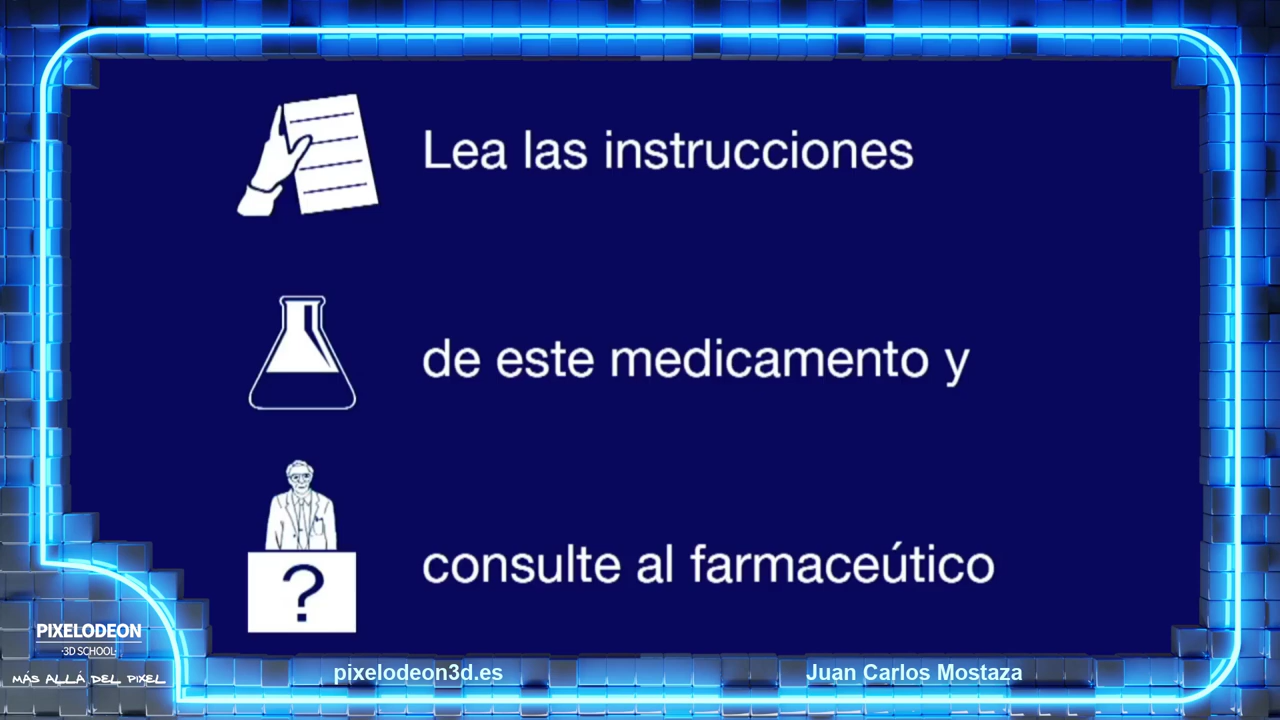 Lea las instrucciones
de este medicamento y
consulte al farmaceútico
?
PIXELODEON
·3D SCHOOL·
MÁS ALLÁ DEL PIXEL
pixelodeon3d.es
Juan Carlos Mostaza